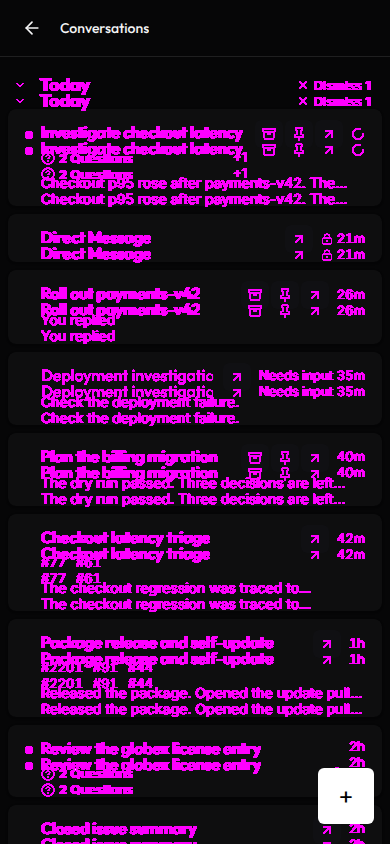 Conversations
Today
Dismiss 1
Today
Dismiss 1
Investigate checkout latency
Investigate checkout latency
2 Questions +1
2 Questions +1
Checkout p95 rose after payments-v42. The...
Checkout p95 rose after payments-v42. The...
Direct Message 21m
Direct Message 21m
Roll out payments-v42 26m
Roll out payments-v42 26m
You replied
You replied
Deployment investigatio Needs input 35m
Deployment investigatio Needs input 35m
Check the deployment failure.
Check the deployment failure.
Plan the billing migration 40m
Plan the billing migration 40m
The dry run passed. Three decisions are left...
The dry run passed. Three decisions are left...
Checkout latency triage 42m
Checkout latency triage 42m
#77 #61
#77 #61
The checkout regression was traced to...
The checkout regression was traced to...
Package release and self-update 1h
Package release and self-update 1h
#2201 #91 #44
#2201 #91 #44
Released the package. Opened the update pull...
Released the package. Opened the update pull...
Review the globex license entry 2h
Review the globex license entry 2h
2 Questions
2 Questions
Closed issue summary 2h
Closed issue summary 2h